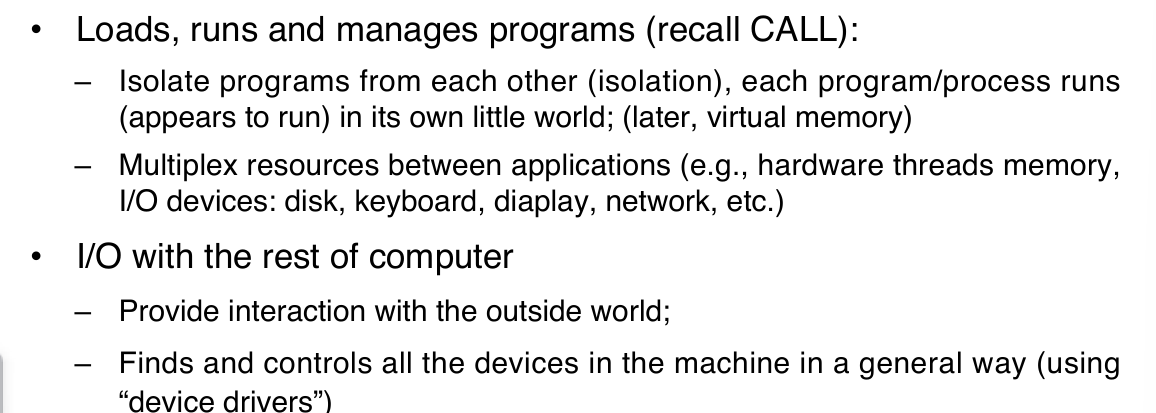 • Loads, runs and manages programs (recall CALL):
– Isolate programs from each other (isolation), each program/process runs
(appears to run) in its own little world; (later, virtual memory)
– Multiplex resources between applications (e.g., hardware threads memory,
I/O devices: disk, keyboard, diaplay, network, etc.)
• I/O with the rest of computer
– Provide interaction with the outside world;
– Finds and controls all the devices in the machine in a general way (using
“device drivers”)